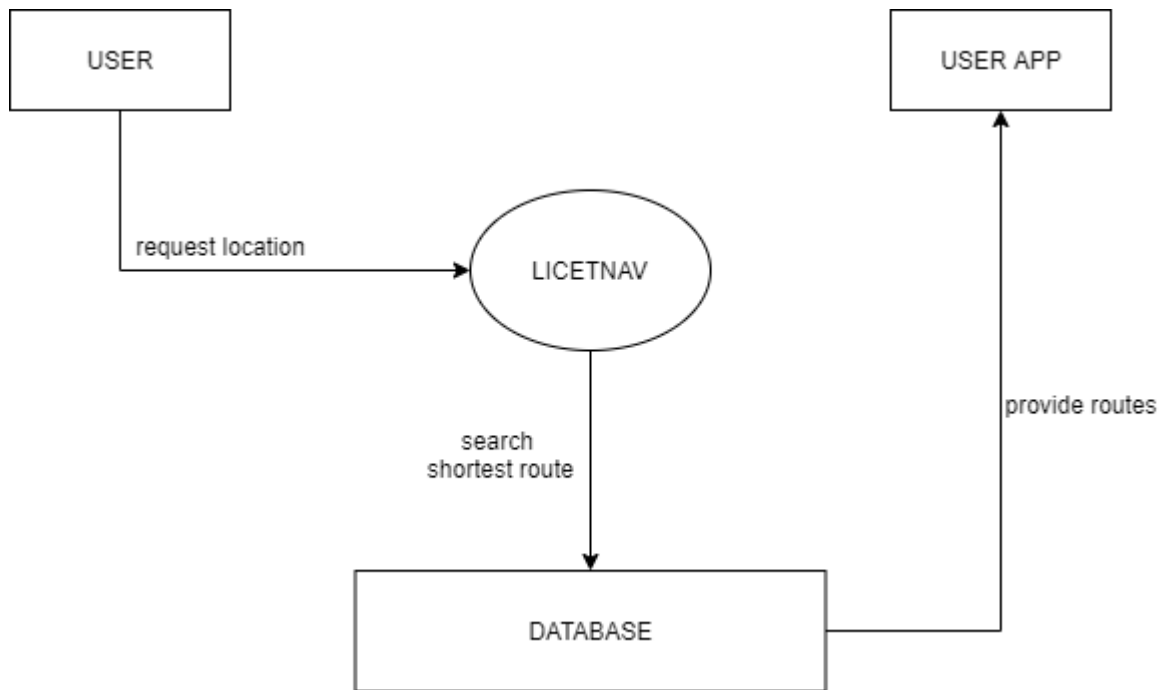 USER
USER APP
request location
LICETNAV
provide routes
search
shortest route
DATABASE